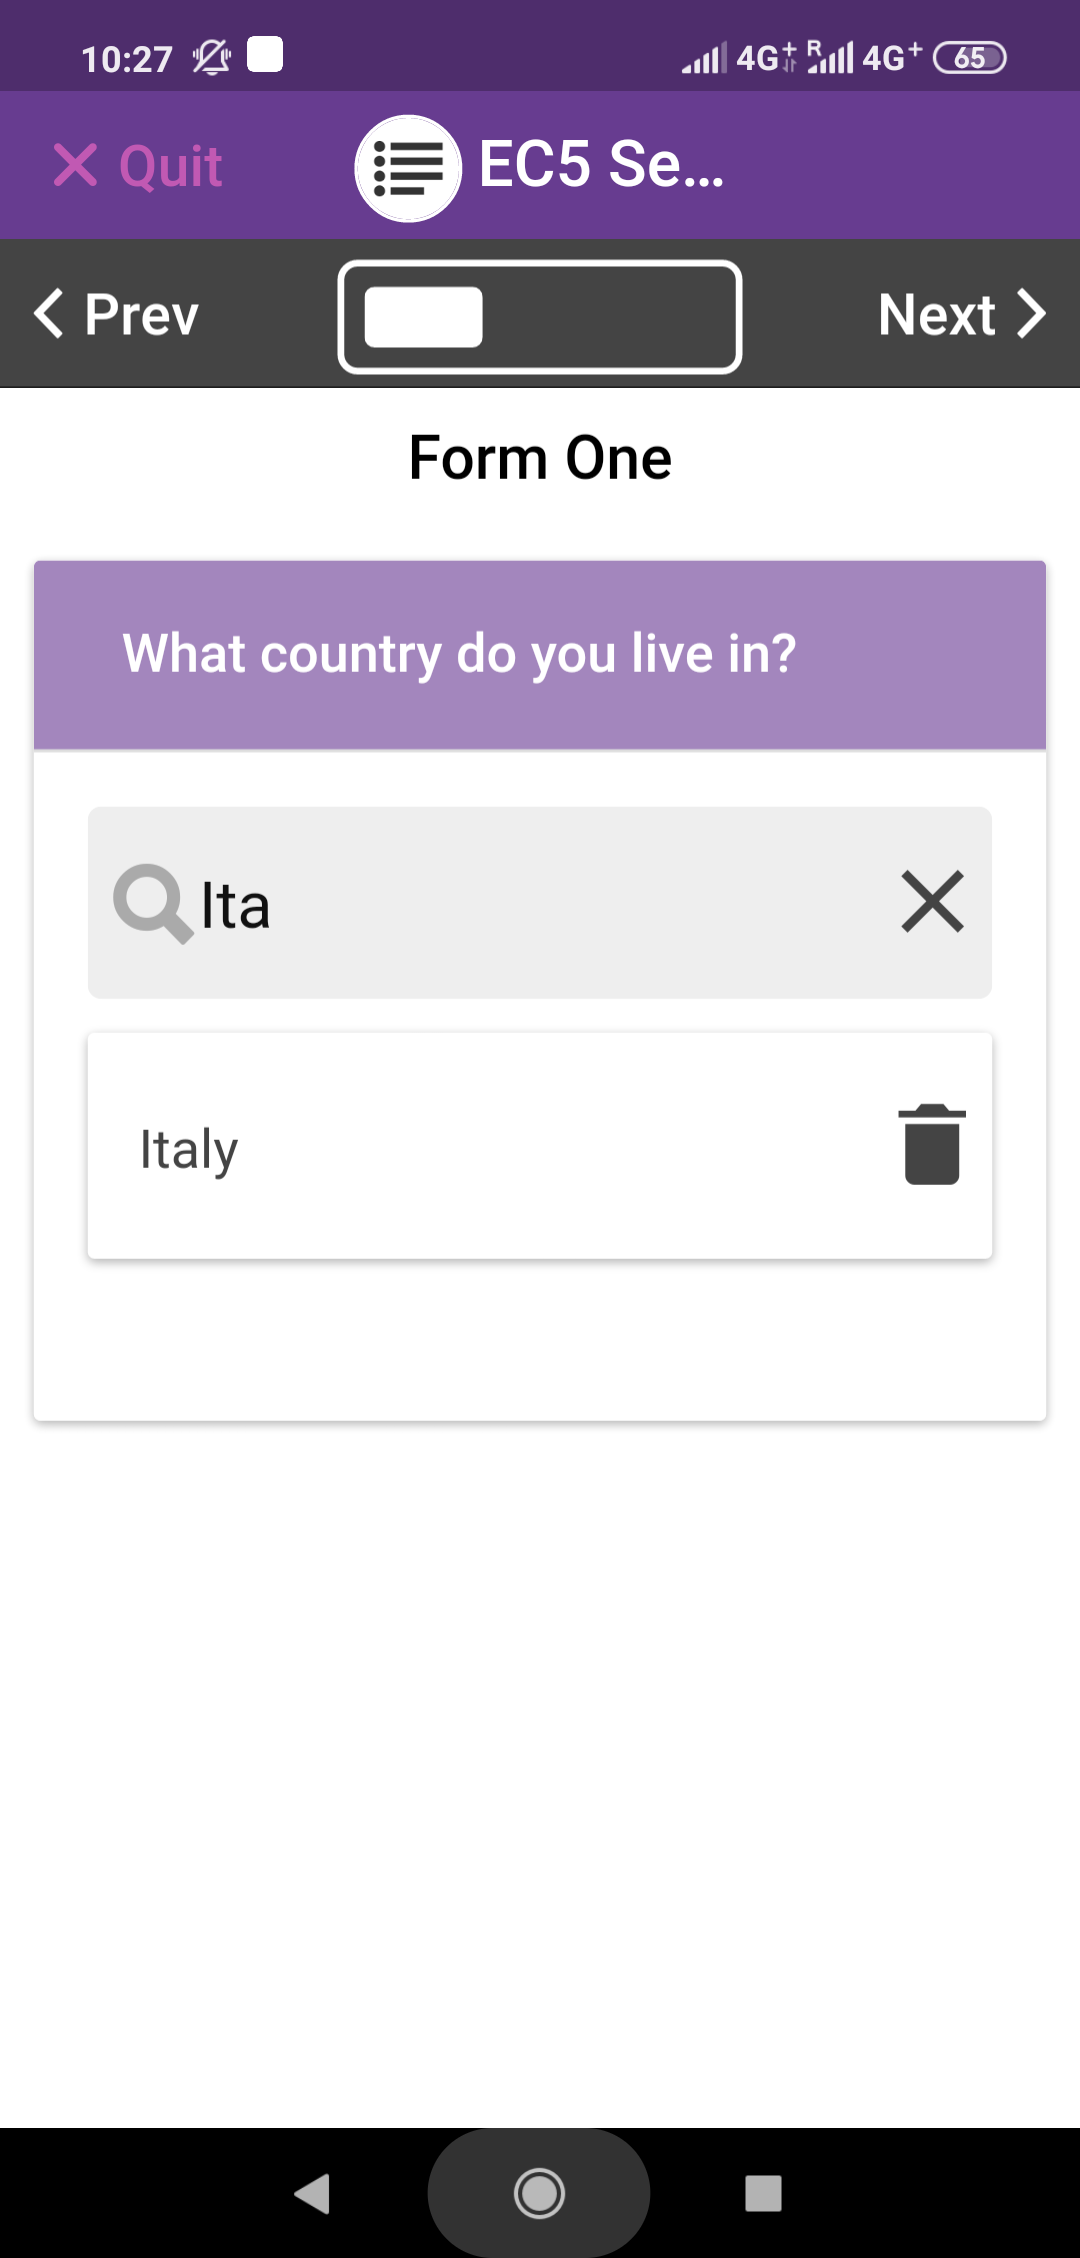 10:27 4G+ R 4G+ 65
Quit EC5 Se...
Prev Next
Form One
What country do you live in?
Ita
Italy